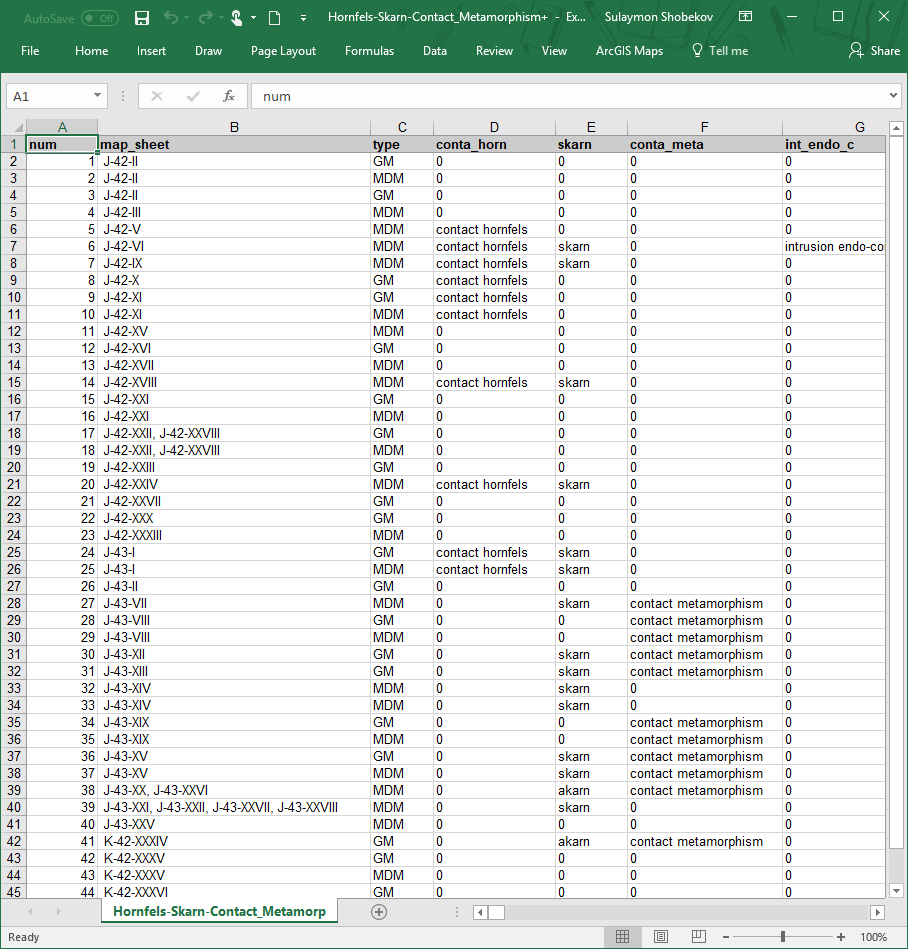 AutoSave Off Hornfels-Skarn-Contact_Metamorphism+ - Ex... Sulaymon Shobekov
File Home Insert Draw Page Layout Formulas Data Review View ArcGIS Maps Tell me Share
A1 fx num
A B C D E F G
1 num map_sheet type conta_horn skarn conta_meta int_endo_c
2 1 J-42-II GM 0 0 0 0
3 2 J-42-II MDM 0 0 0 0
4 3 J-42-II GM 0 0 0 0
5 4 J-42-III MDM 0 0 0 0
6 5 J-42-V MDM contact hornfels 0 0 0
7 6 J-42-VI MDM contact hornfels skarn 0 intrusion endo-co
8 7 J-42-IX MDM contact hornfels skarn 0 0
9 8 J-42-X GM contact hornfels 0 0 0
10 9 J-42-XI GM contact hornfels 0 0 0
11 10 J-42-XI MDM contact hornfels 0 0 0
12 11 J-42-XV MDM 0 0 0 0
13 12 J-42-XVI GM 0 0 0 0
14 13 J-42-XVII MDM 0 0 0 0
15 14 J-42-XVIII MDM contact hornfels skarn 0 0
16 15 J-42-XXI GM 0 0 0 0
17 16 J-42-XXI MDM 0 0 0 0
18 17 J-42-XXII, J-42-XXVIII GM 0 0 0 0
19 18 J-42-XXII, J-42-XXVIII MDM 0 0 0 0
20 19 J-42-XXIII GM 0 0 0 0
21 20 J-42-XXIV MDM contact hornfels skarn 0 0
22 21 J-42-XXVII GM 0 0 0 0
23 22 J-42-XXX GM 0 0 0 0
24 23 J-42-XXXIII MDM 0 0 0 0
25 24 J-43-I GM contact hornfels skarn 0 0
26 25 J-43-I MDM contact hornfels skarn 0 0
27 26 J-43-II GM 0 0 0 0
28 27 J-43-VII MDM 0 skarn contact metamorphism 0
29 28 J-43-VIII GM 0 0 contact metamorphism 0
30 29 J-43-VIII MDM 0 0 contact metamorphism 0
31 30 J-43-XII GM 0 skarn contact metamorphism 0
32 31 J-43-XIII GM 0 skarn contact metamorphism 0
33 32 J-43-XIV MDM 0 skarn 0 0
34 33 J-43-XIV MDM 0 skarn 0 0
35 34 J-43-XIX GM 0 0 contact metamorphism 0
36 35 J-43-XIX MDM 0 0 contact metamorphism 0
37 36 J-43-XV GM 0 skarn contact metamorphism 0
38 37 J-43-XV MDM 0 skarn contact metamorphism 0
39 38 J-43-XX, J-43-XXVI MDM 0 akarn contact metamorphism 0
40 39 J-43-XXI, J-43-XXII, J-43-XXVII, J-43-XXVIII MDM 0 skarn 0 0
41 40 J-43-XXV MDM 0 0 0 0
42 41 K-42-XXXIV GM 0 akarn contact metamorphism 0
43 42 K-42-XXXV GM 0 0 0 0
44 43 K-42-XXXV MDM 0 0 0 0
45 44 K-42-XXXVI GM 0 0 0 0
Hornfels-Skarn-Contact_Metamorp
Ready 100%